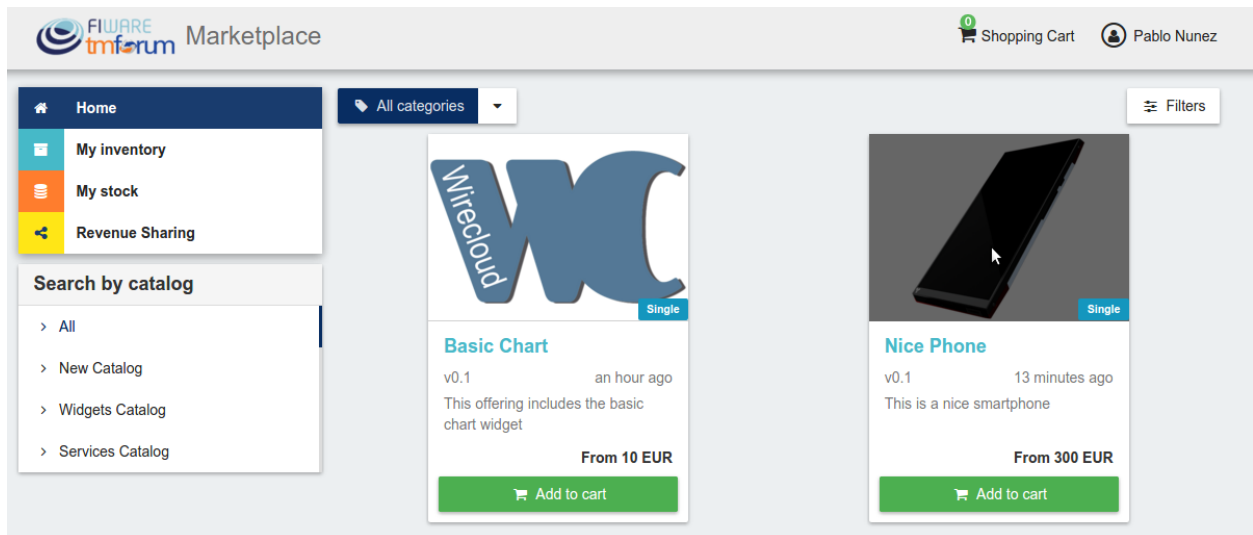 FIWARE
tmforum
Marketplace
0
Shopping Cart
Pablo Nunez
Home
My inventory
My stock
Revenue Sharing
Search by catalog
All
New Catalog
Widgets Catalog
Services Catalog
All categories
Filters
Wirecloud
WC
Single
Basic Chart
v0.1 an hour ago
This offering includes the basic
chart widget
From 10 EUR
Add to cart
Single
Nice Phone
v0.1 13 minutes ago
This is a nice smartphone
From 300 EUR
Add to cart